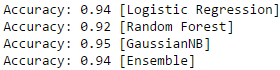 Accuracy: 0.94 [Logistic Regression]
Accuracy: 0.92 [Random Forest]
Accuracy: 0.95 [GaussianNB]
Accuracy: 0.94 [Ensemble]